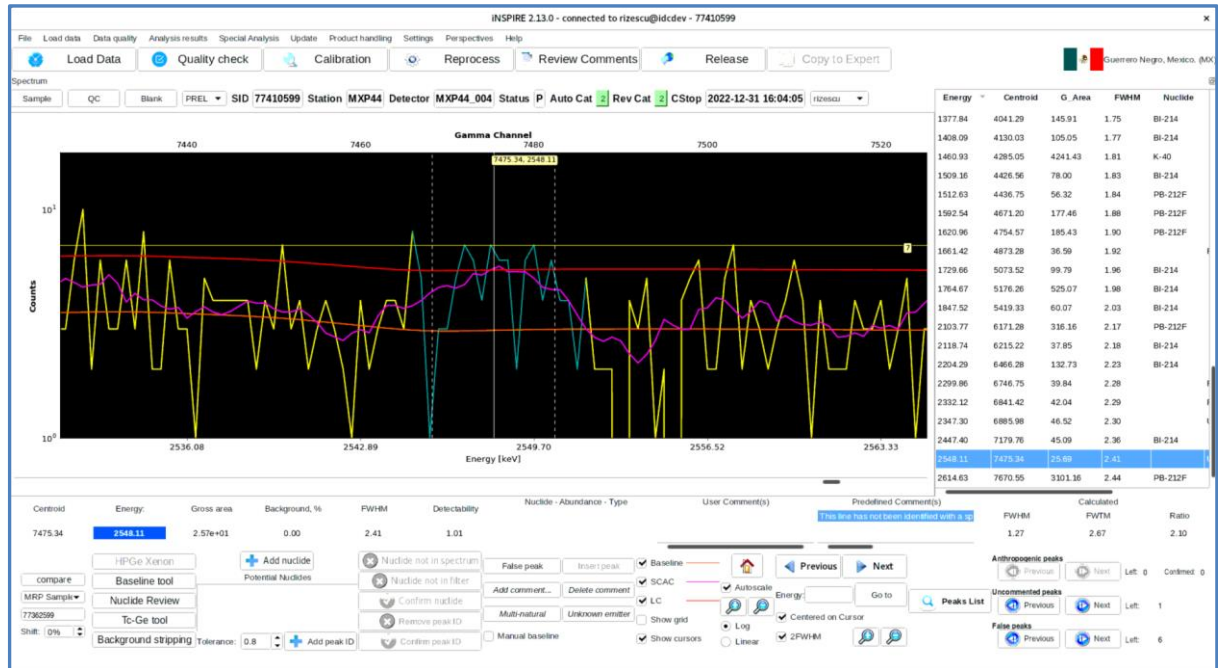 iNSPIRE 2.13.0 - connected to rizescu@idcdev - 77410599 ×
File Load data Data quality Analysis results Special Analysis Update Product handling Settings Perspectives Help
Load Data Quality check Calibration Reprocess Review Comments Release Copy to Expert Guerrero Negro, Mexico. (MX
Spectrum
Sample QC Blank PREL SID 77410599 Station MXP44 Detector MXP44_004 Status P Auto Cat 2 Rev Cat 2 CStop 2022-12-31 16:04:05 rizescu
Gamma Channel
7440 7460 7480 7500 7520
7475.34, 2548.11
7
10¹
10⁰
Counts
2536.08 2542.89 2549.70 2556.52 2563.33
Energy [keV]
Energy Centroid G_Area FWHM Nuclide
1377.84 4041.29 145.91 1.75 BI-214
1408.09 4130.03 105.05 1.77 BI-214
1460.93 4285.05 4241.43 1.81 K-40
1509.16 4426.56 78.00 1.83 BI-214
1512.63 4436.75 56.32 1.84 PB-212F
1592.54 4671.20 177.46 1.88 PB-212F
1620.96 4754.57 185.43 1.90 PB-212F
1661.42 4873.28 36.59 1.92
1729.66 5073.52 99.79 1.96 BI-214
1764.67 5176.26 525.07 1.98 BI-214
1847.52 5419.33 60.07 2.03 BI-214
2103.77 6171.28 316.16 2.17 PB-212F
2118.74 6215.22 37.85 2.18 BI-214
2204.29 6466.28 132.73 2.23 BI-214
2299.86 6746.75 39.84 2.28
2332.12 6841.42 42.04 2.29
2347.30 6885.98 46.52 2.30
2447.40 7179.76 45.09 2.36 BI-214
2548.11 7475.34 25.69 2.41
2614.63 7670.55 3101.16 2.44 PB-212F
Centroid Energy: Gross area Background, % FWHM Detectability
7475.34 2548.11 2.57e+01 0.00 2.41 1.01
Nuclide - Abundance - Type
User Comment(s)
Predefined Comment(s)
This line has not been identified with a sp
Calculated
FWHM FWTM Ratio
1.27 2.67 2.10
compare
MRP Sample
77362599
Shift: 0%
HPGe Xenon
Baseline tool
Nuclide Review
Tc-Ge tool
Background stripping
Add nuclide
Potential Nuclides
Tolerance: 0.8 Add peak ID
Nuclide not in spectrum
Nuclide not in filter
Confirm nuclide
Remove peak ID
Confirm peak ID
False peak Insert peak
Add comment... Delete comment
Multi-natural Unknown emitter
Manual baseline
Baseline
SCAC
LC
Show grid
Show cursors
Autoscale
Log
Linear
Previous Next
Energy: Go to
Centered on Cursor
2FWHM
Peaks List
Anthropogenic peaks
Previous Next Left: 0 Confirmed 0
Uncommented peaks
Previous Next Left: 1
False peaks
Previous Next Left: 6